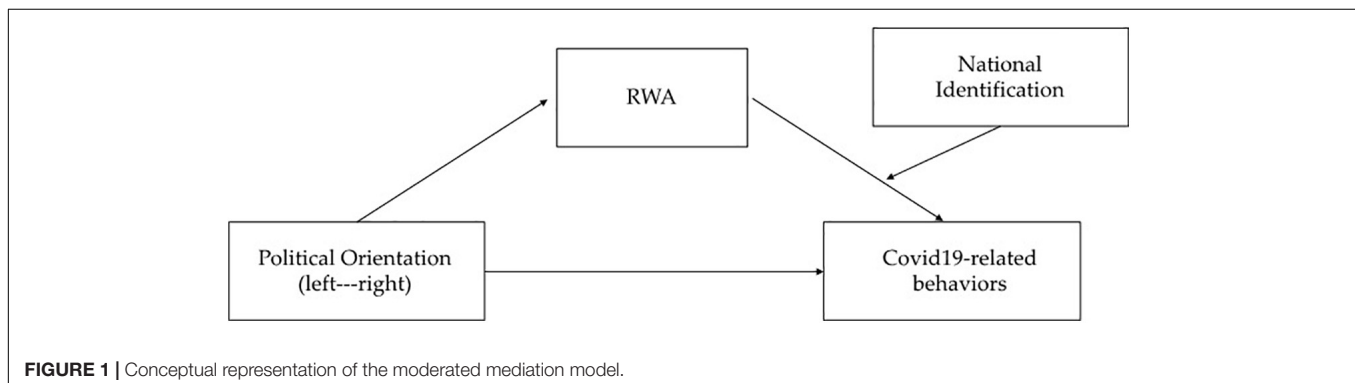 National
Identification
RWA
Political Orientation
(left---right)
Covid19-related
behaviors
FIGURE 1 | Conceptual representation of the moderated mediation model.